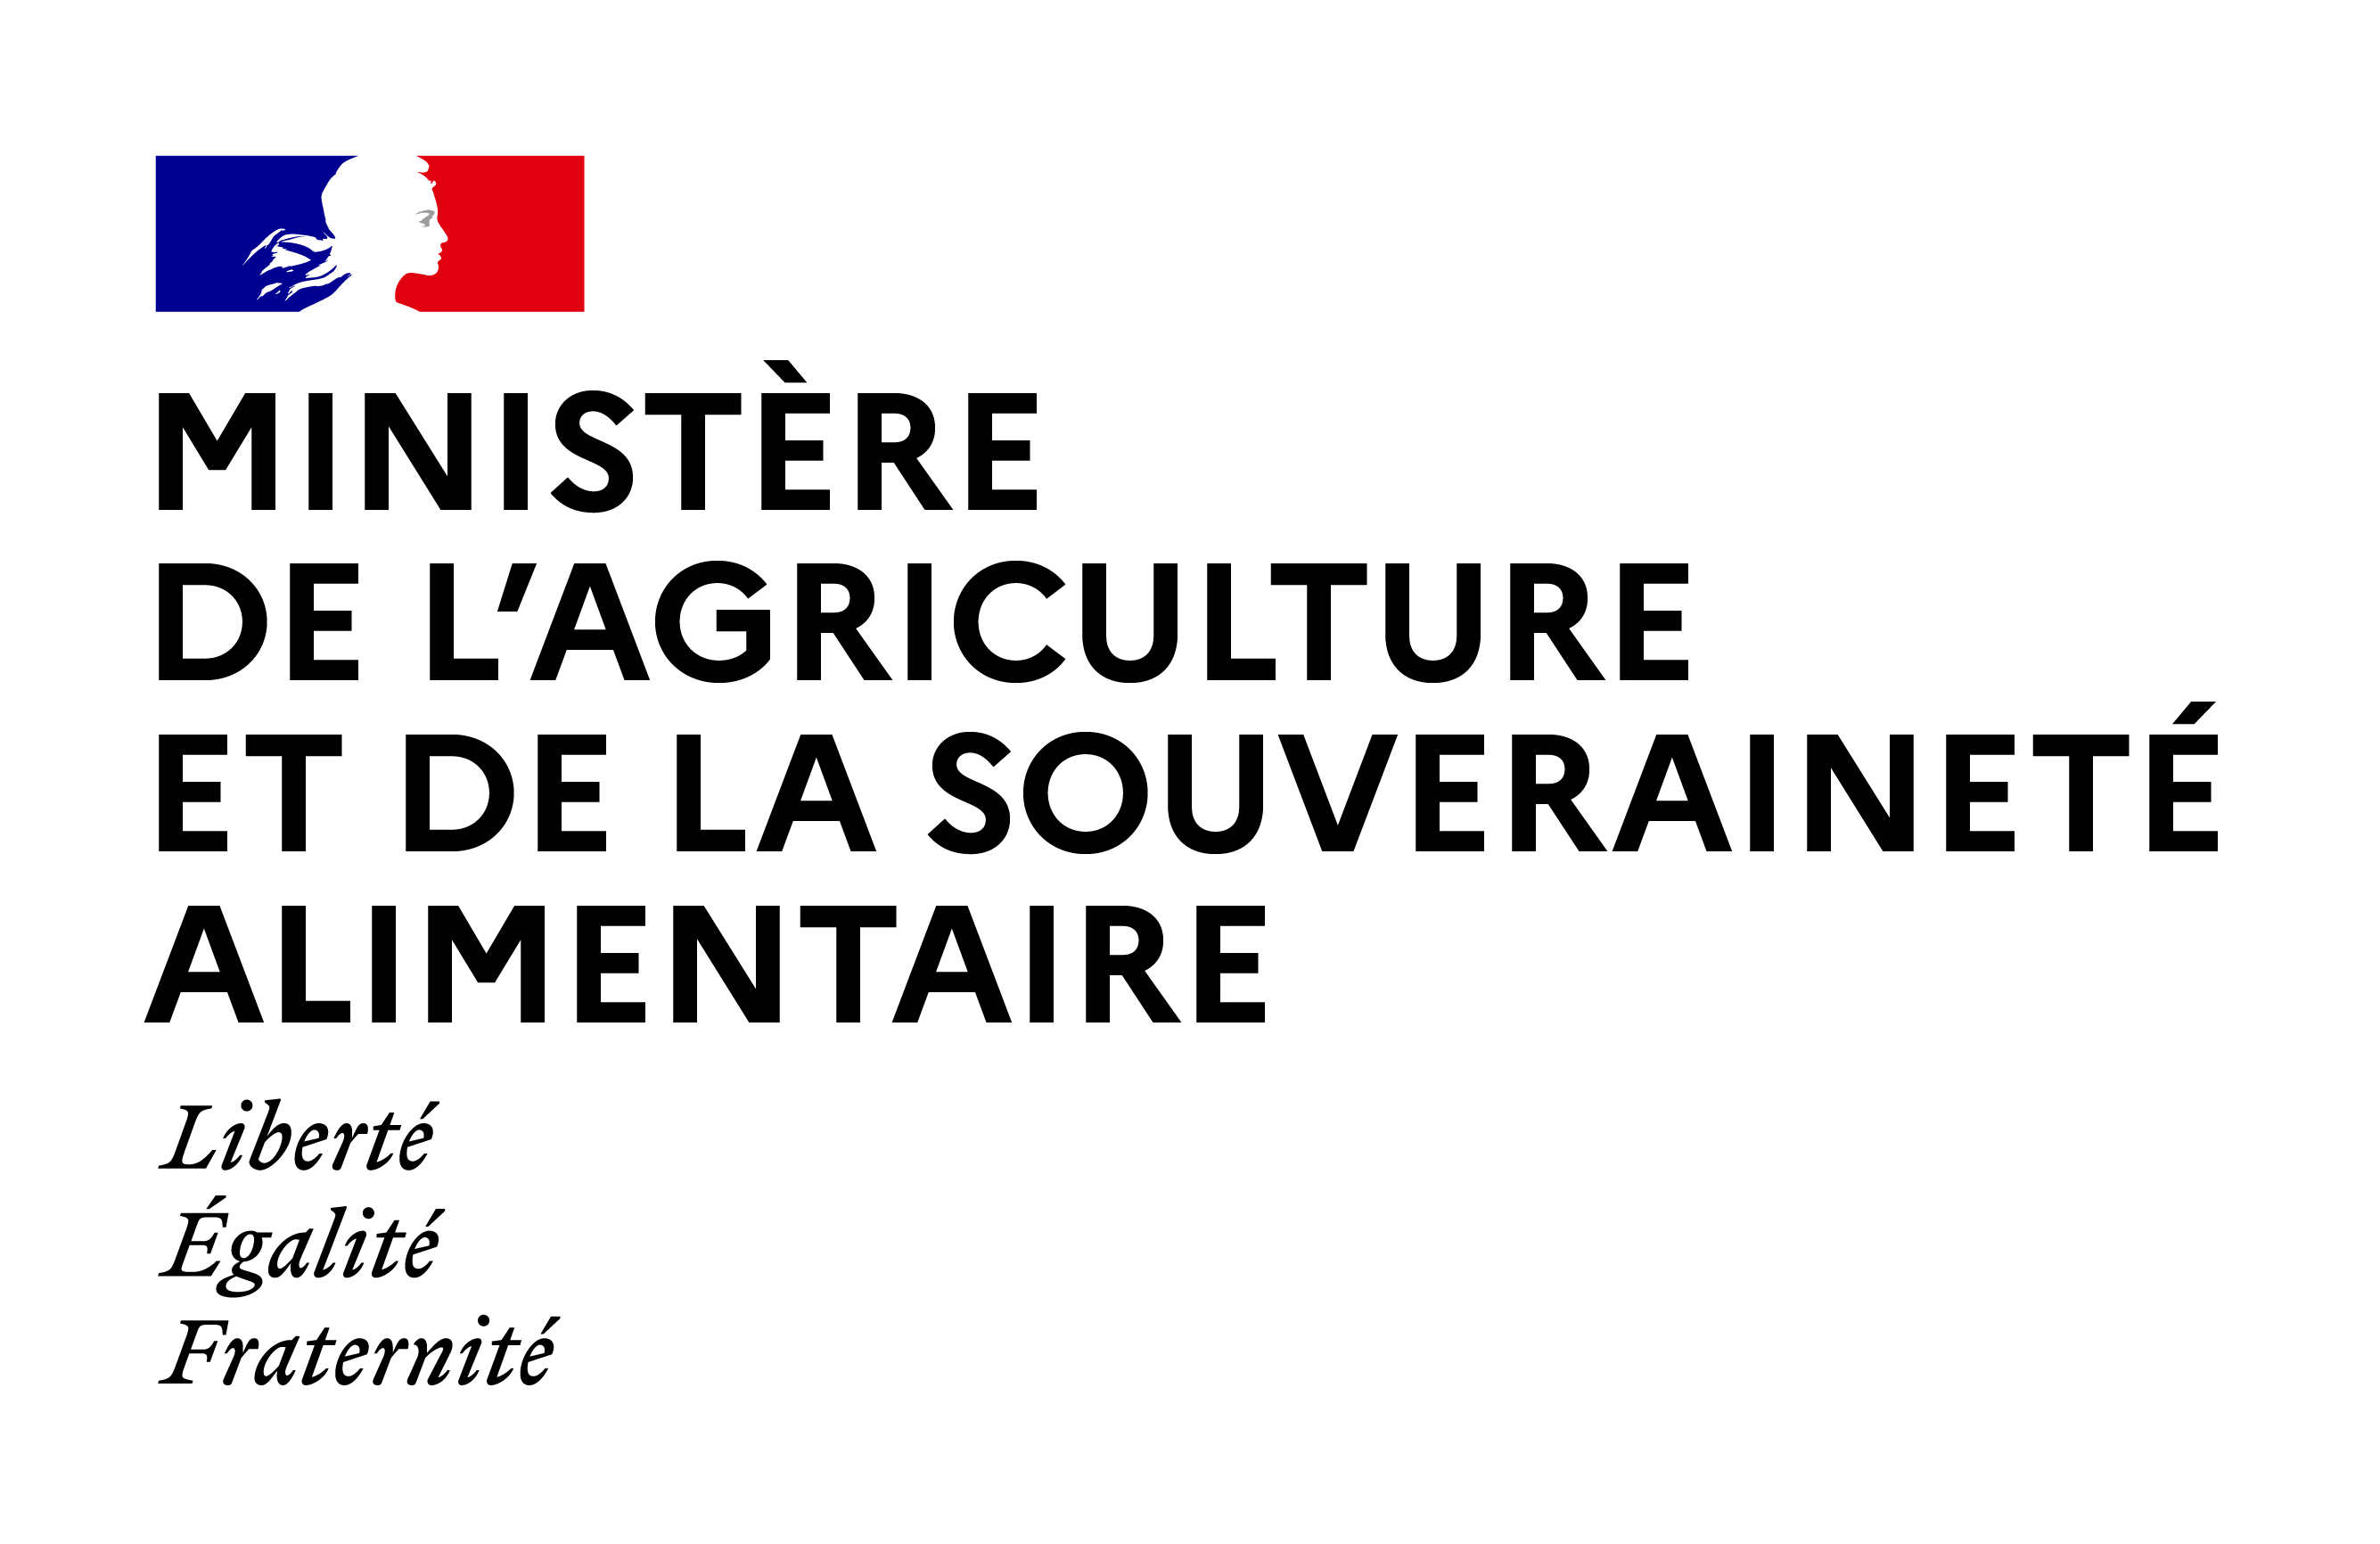 MINISTÈRE
DE L’AGRICULTURE
ET DE LA SOUVERAINETÉ
ALIMENTAIRE
Liberté
Égalité
Fraternité